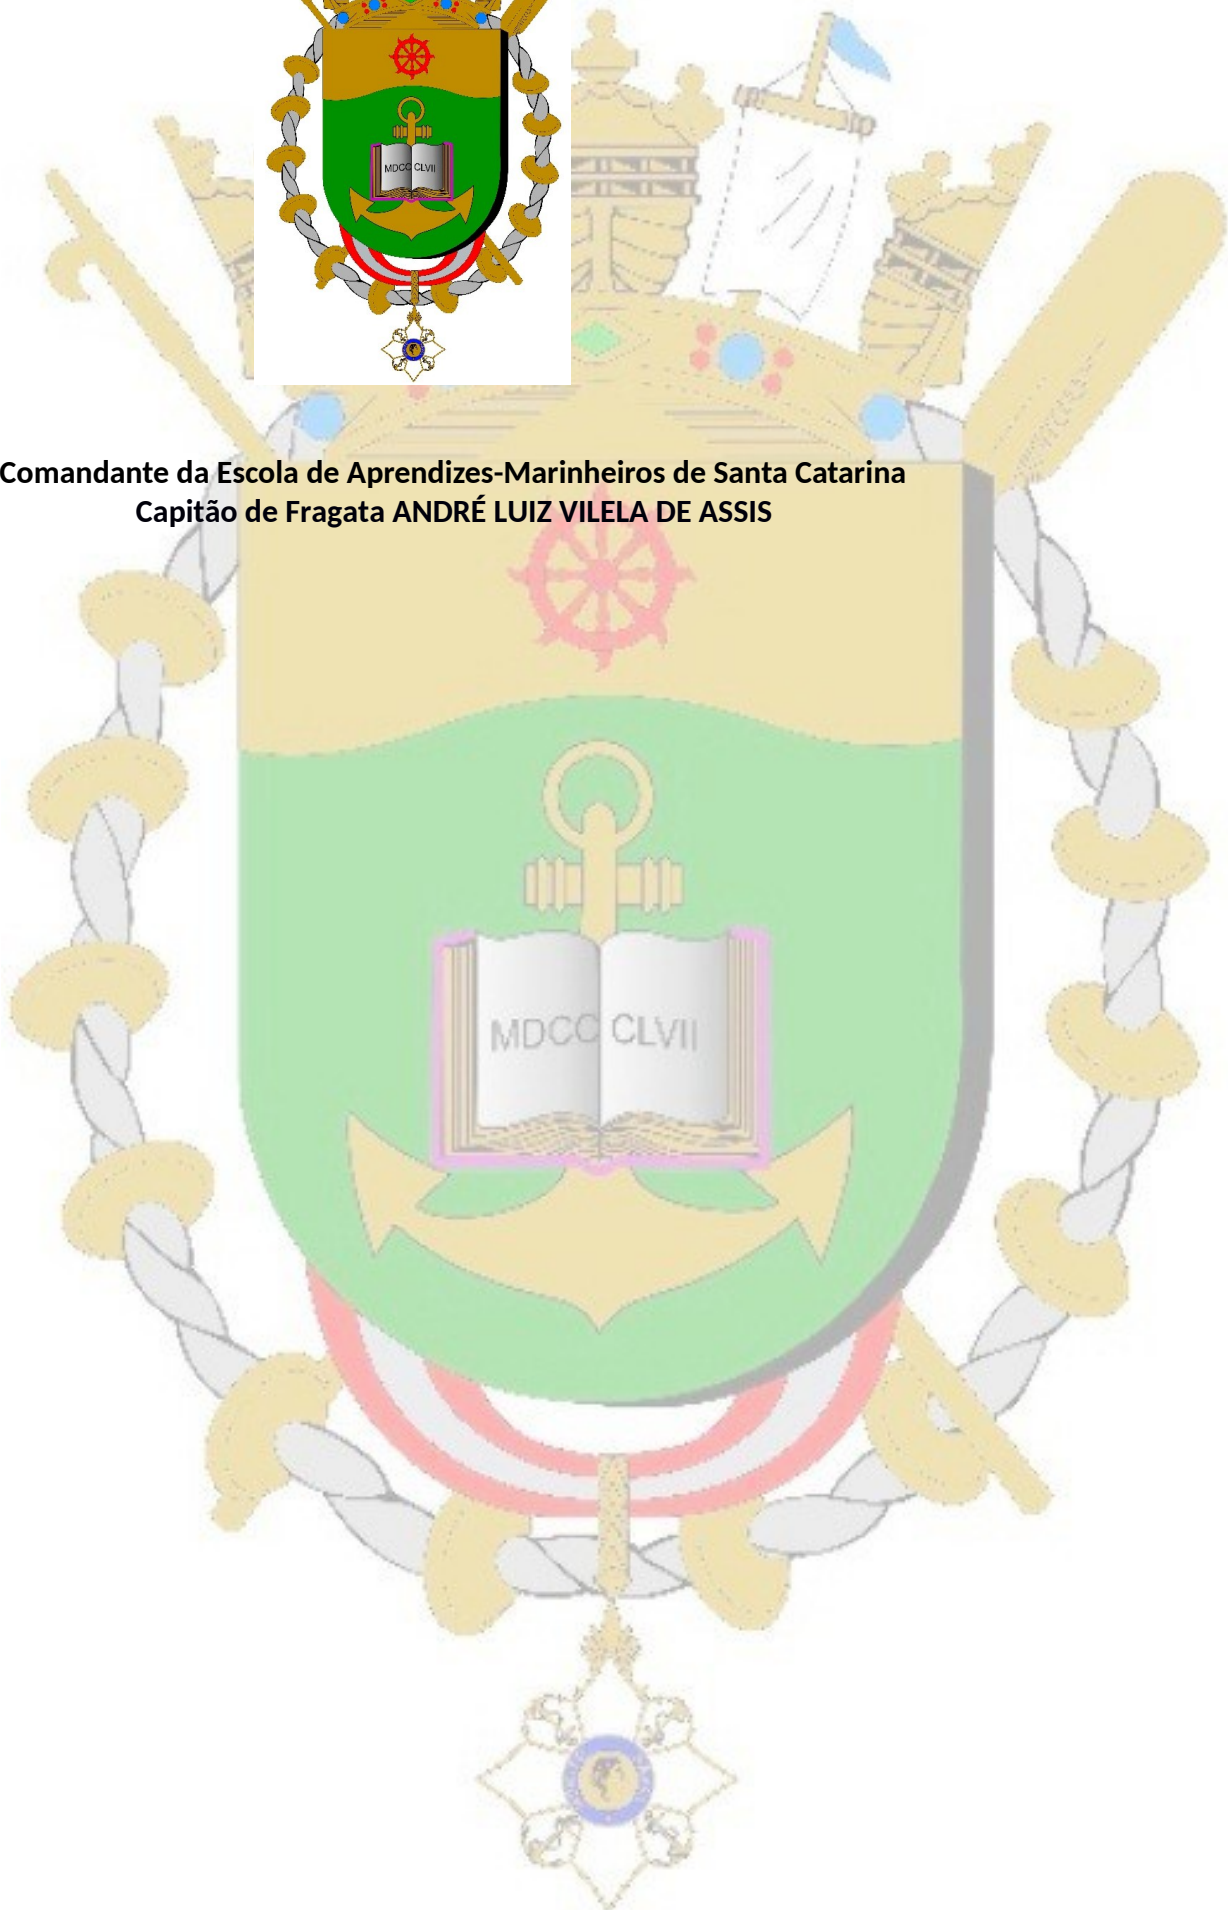 MDCC CLVII
Comandante da Escola de Aprendizes-Marinheiros de Santa Catarina
Capitão de Fragata ANDRÉ LUIZ VILELA DE ASSIS
MDCC CLVII